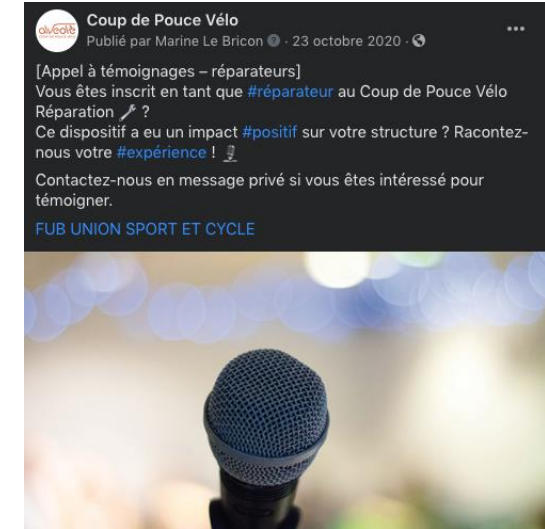 alvéole
Coup de Pouce Vélo
Publié par Marine Le Bricon · 23 octobre 2020 ·
[Appel à témoignages – réparateurs]
Vous êtes inscrit en tant que #réparateur au Coup de Pouce Vélo
Réparation 🔧 ?
Ce dispositif a eu un impact #positif sur votre structure ? Racontez-
nous votre #expérience ! 🎙️
Contactez-nous en message privé si vous êtes intéressé pour
témoigner.
FUB UNION SPORT ET CYCLE